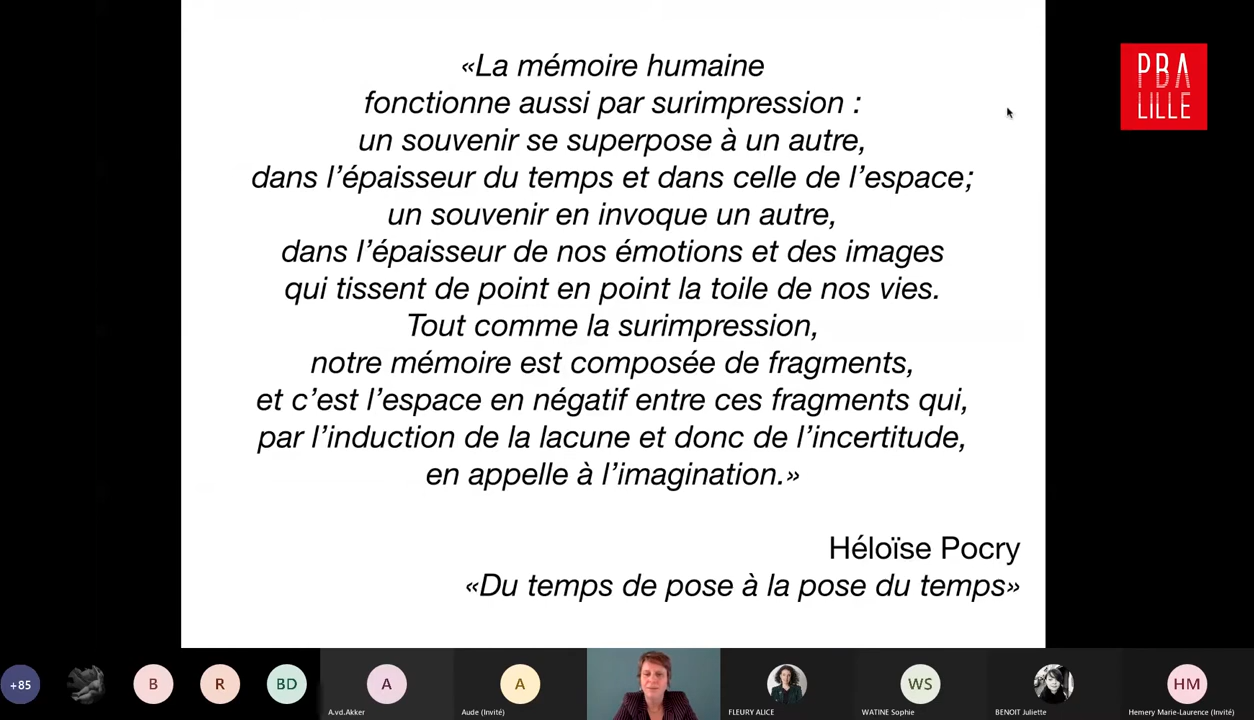 «La mémoire humaine
fonctionne aussi par surimpression :
un souvenir se superpose à un autre,
dans l’épaisseur du temps et dans celle de l’espace;
un souvenir en invoque un autre,
dans l’épaisseur de nos émotions et des images
qui tissent de point en point la toile de nos vies.
Tout comme la surimpression,
notre mémoire est composée de fragments,
et c’est l’espace en négatif entre ces fragments qui,
par l’induction de la lacune et donc de l’incertitude,
en appelle à l’imagination.»
Héloïse Pocry
«Du temps de pose à la pose du temps»
PBA
LILLE
+85
B
R
BD
A
A.vd.Akker
A
Aude (Invité)
FLEURY ALICE
WS
WATINE Sophie
BENOIT Juliette
HM
Hemery Marie-Laurence (Invité)